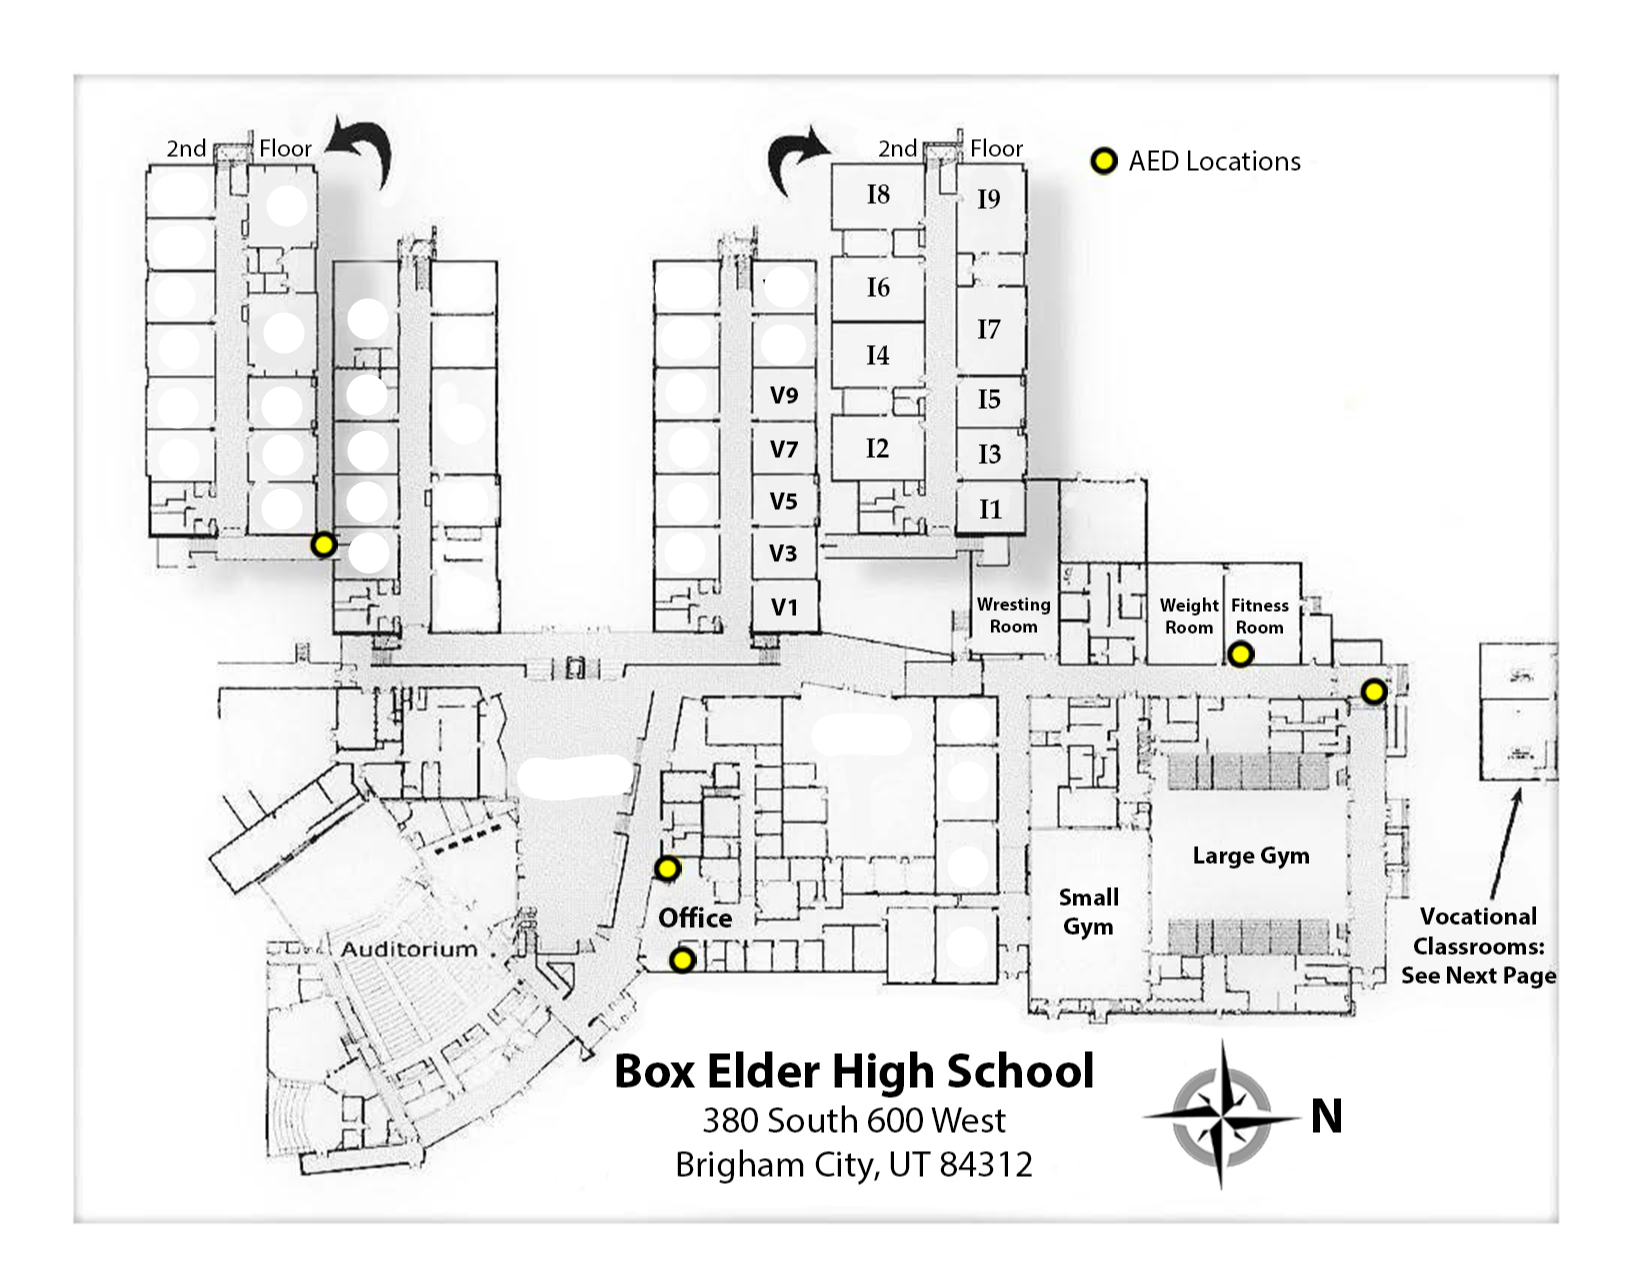 2nd Floor
2nd Floor
AED Locations
I8
I9
I6
I7
I4
I5
I2
I3
I1
V9
V7
V5
V3
V1
Wresting
Room
Weight
Room
Fitness
Room
Large Gym
Small
Gym
Office
Auditorium
Vocational
Classrooms:
See Next Page
Box Elder High School
380 South 600 West
Brigham City, UT 84312
N